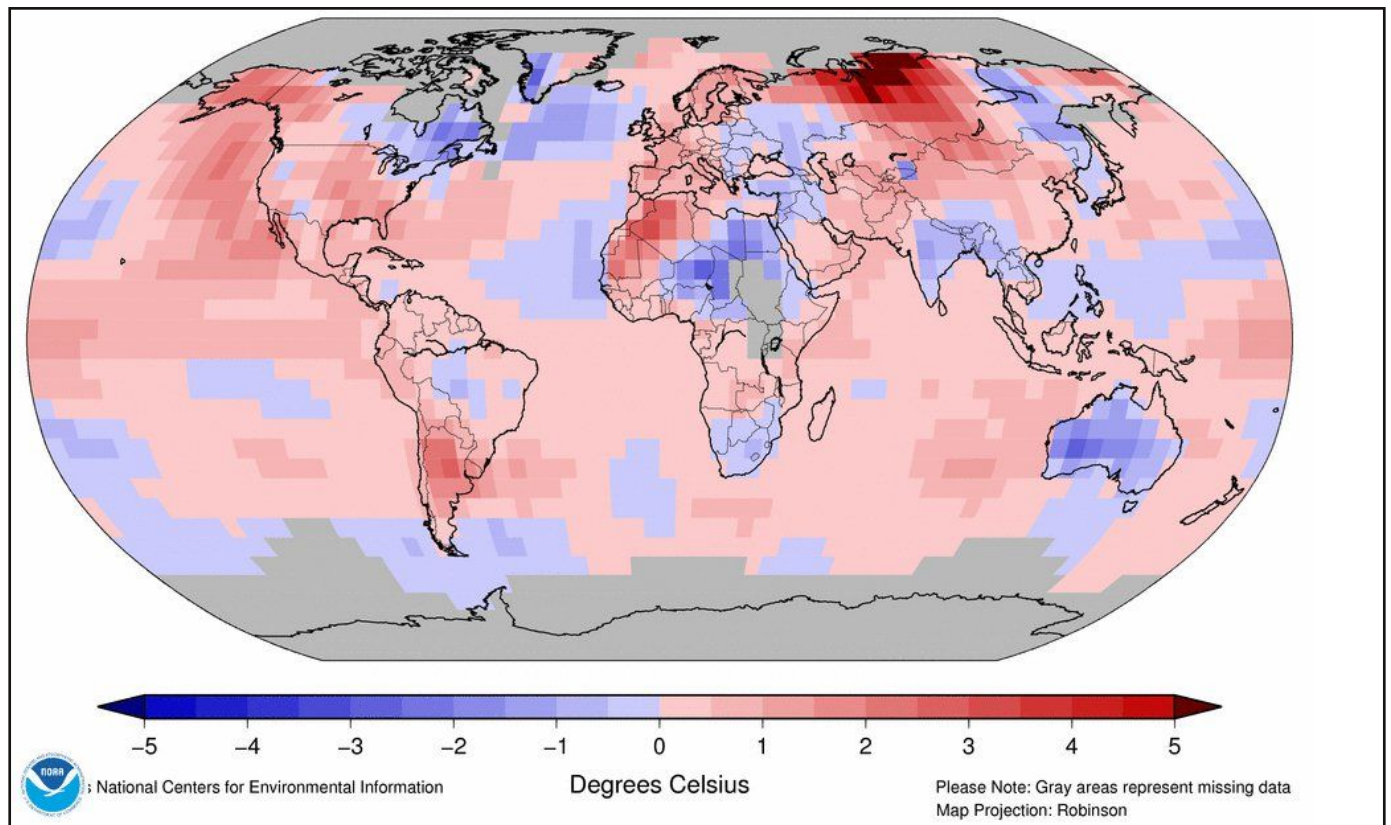 −5 −4 −3 −2 −1 0 1 2 3 4 5
NOAA
s National Centers for Environmental Information
Degrees Celsius
Please Note: Gray areas represent missing data
Map Projection: Robinson